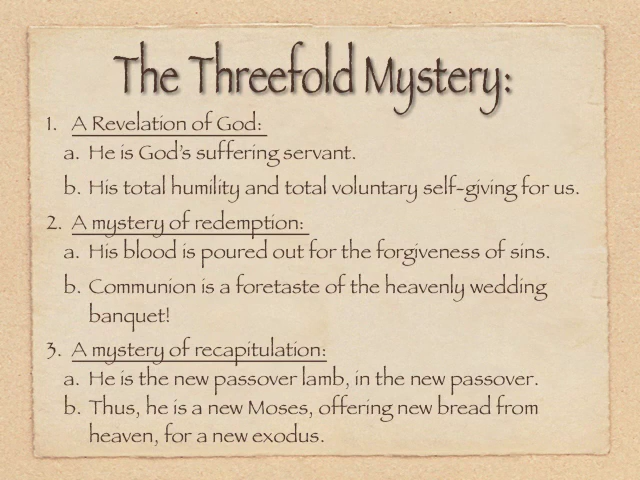 The Threefold Mystery:
1. A Revelation of God:
a. He is God's suffering servant.
b. His total humility and total voluntary self-giving for us.
2. A mystery of redemption:
a. His blood is poured out for the forgiveness of sins.
b. Communion is a foretaste of the heavenly wedding
banquet!
3. A mystery of recapitulation:
a. He is the new passover lamb, in the new passover.
b. Thus, he is a new Moses, offering new bread from
heaven, for a new exodus.